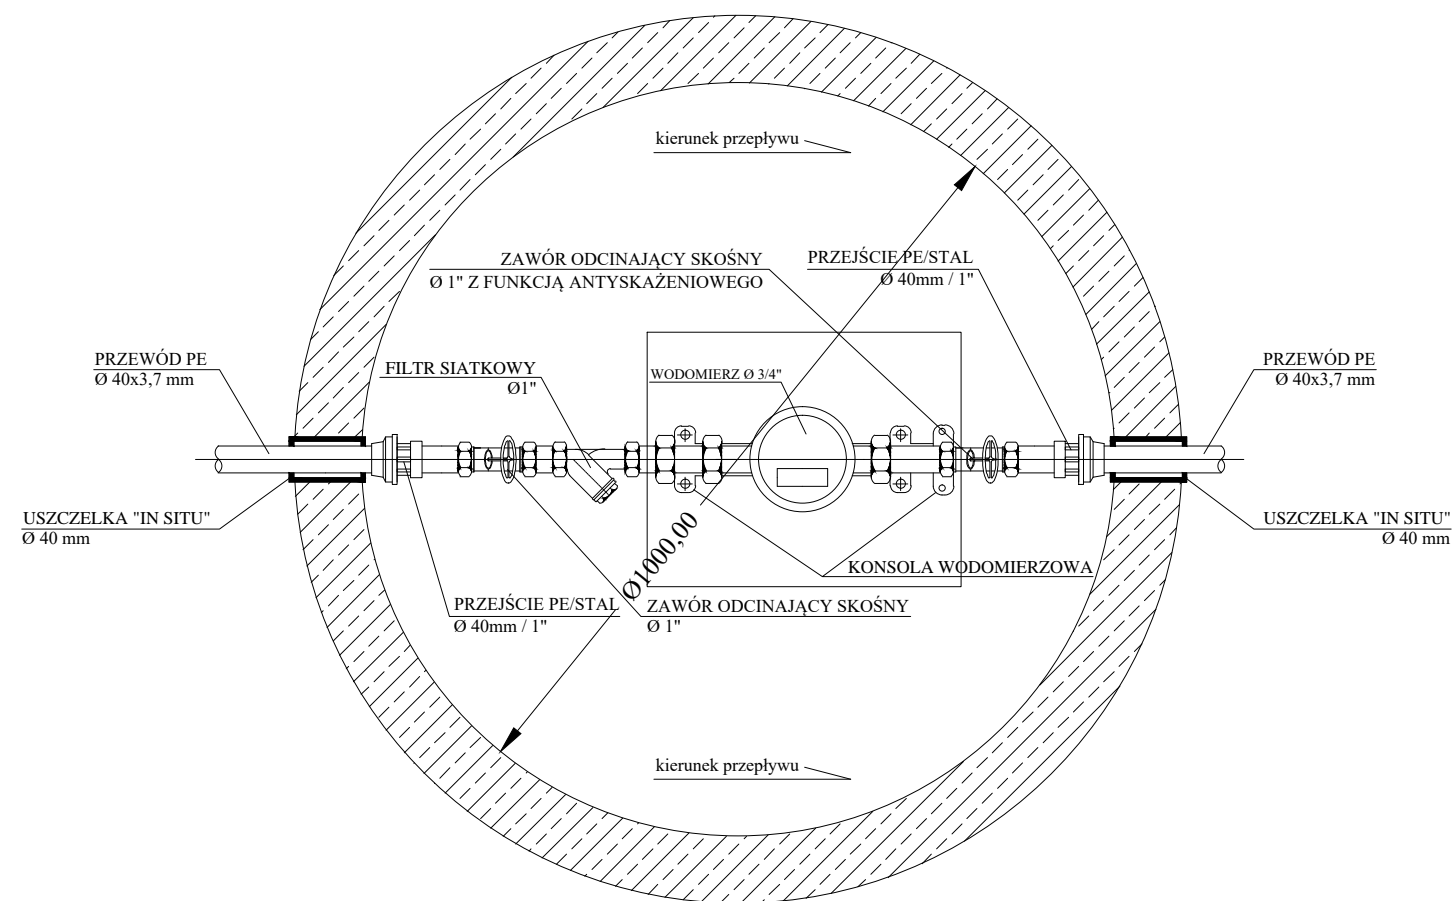 kierunek przepływu
ZAWÓR ODCINAJĄCY SKOŚNY
Ø 1" Z FUNKCJĄ ANTYSKAŻENIOWEGO
PRZEJŚCIE PE/STAL
Ø 40mm / 1"
PRZEWÓD PE
Ø 40x3,7 mm
FILTR SIATKOWY
Ø1"
WODOMIERZ Ø 3/4"
PRZEWÓD PE
Ø 40x3,7 mm
USZCZELKA "IN SITU"
Ø 40 mm
Ø1000,00
USZCZELKA "IN SITU"
Ø 40 mm
KONSOLA WODOMIERZOWA
PRZEJŚCIE PE/STAL
Ø 40mm / 1"
ZAWÓR ODCINAJĄCY SKOŚNY
Ø 1"
kierunek przepływu